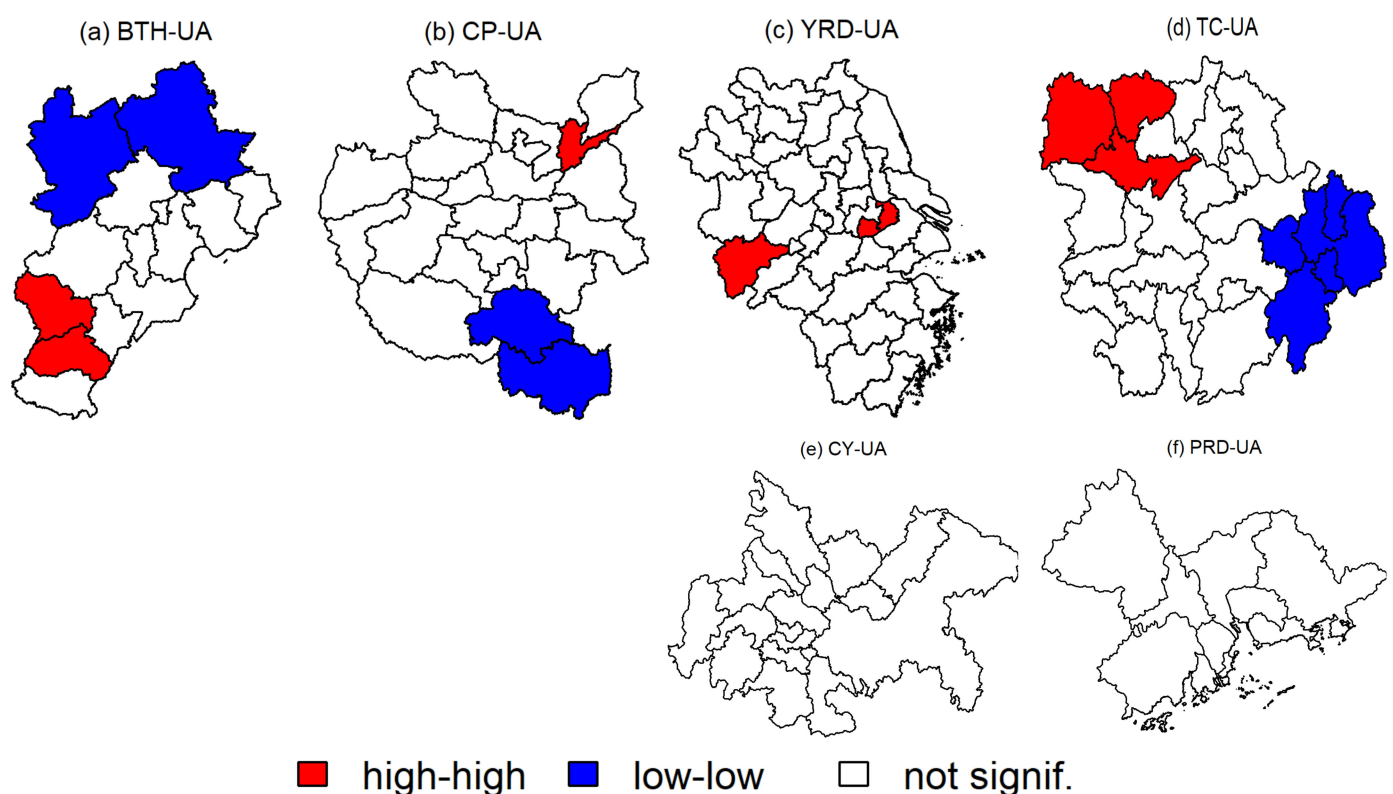 (a) BTH-UA
(b) CP-UA
(c) YRD-UA
(d) TC-UA
(e) CY-UA
(f) PRD-UA
high-high
low-low
not signif.